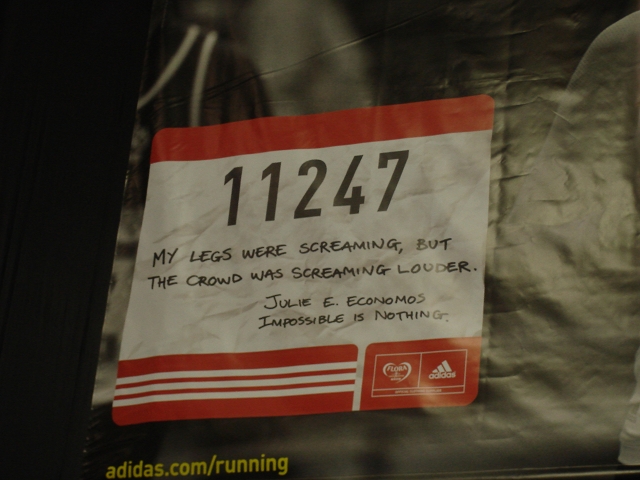 11247
MY LEGS WERE SCREAMING, BUT
THE CROWD WAS SCREAMING LOUDER.
JULIE E. ECONOMOS
IMPOSSIBLE IS NOTHING.
FLORA
adidas
adidas.com/running